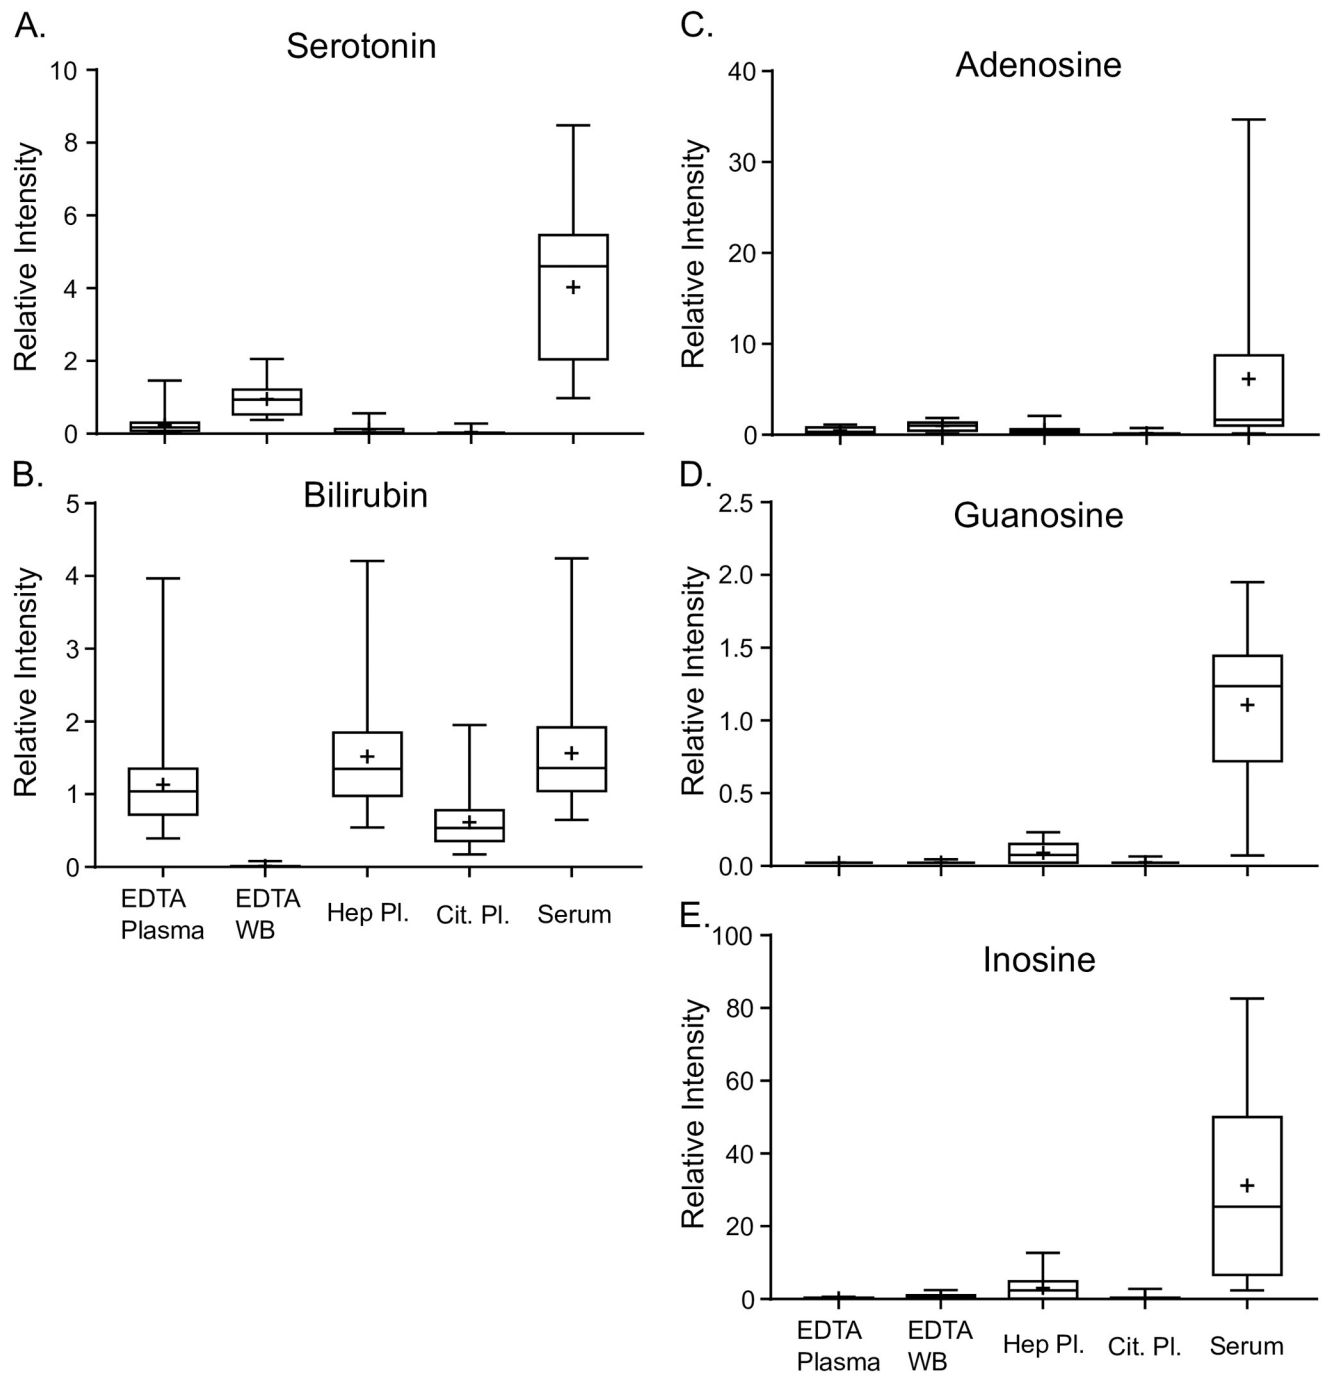 A.
Serotonin
Relative Intensity
10
8
6
4
2
0
B.
Bilirubin
Relative Intensity
5
4
3
2
1
0
EDTA
Plasma
EDTA
WB
Hep Pl.
Cit. Pl.
Serum
C.
Adenosine
Relative Intensity
40
30
20
10
0
D.
Guanosine
Relative Intensity
2.5
2.0
1.5
1.0
0.5
0.0
E.
Inosine
Relative Intensity
100
80
60
40
20
0
EDTA
Plasma
EDTA
WB
Hep Pl.
Cit. Pl.
Serum